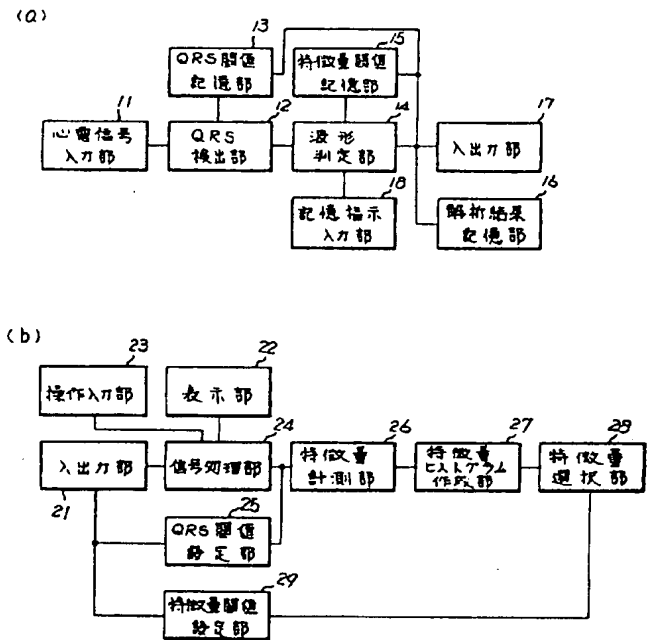 (a)
13
15
QRS閾値
記憶部
特徴量閾値
記憶部
11
12
14
17
心電信号
入力部
QRS
検出部
波形
判定部
入出力部
18
16
記憶指示
入力部
解析結果
記憶部
(b)
23
22
操作入力部
表示部
24
26
27
28
入出力部
信号処理部
特徴量
計測部
特徴量
ヒストグラム
作成部
特徴量
選択部
21
25
QRS閾値
設定部
29
特徴量閾値
設定部